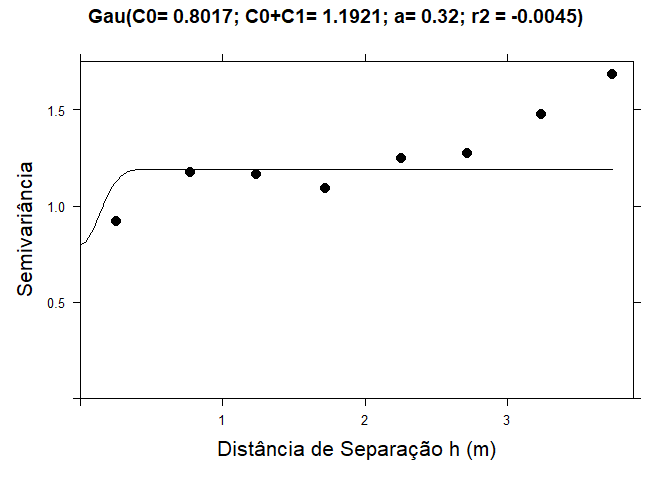 Gau(C0= 0.8017; C0+C1= 1.1921; a= 0.32; r2 = -0.0045)
Semivariância
1.5
1.0
0.5
1 2 3
Distância de Separação h (m)